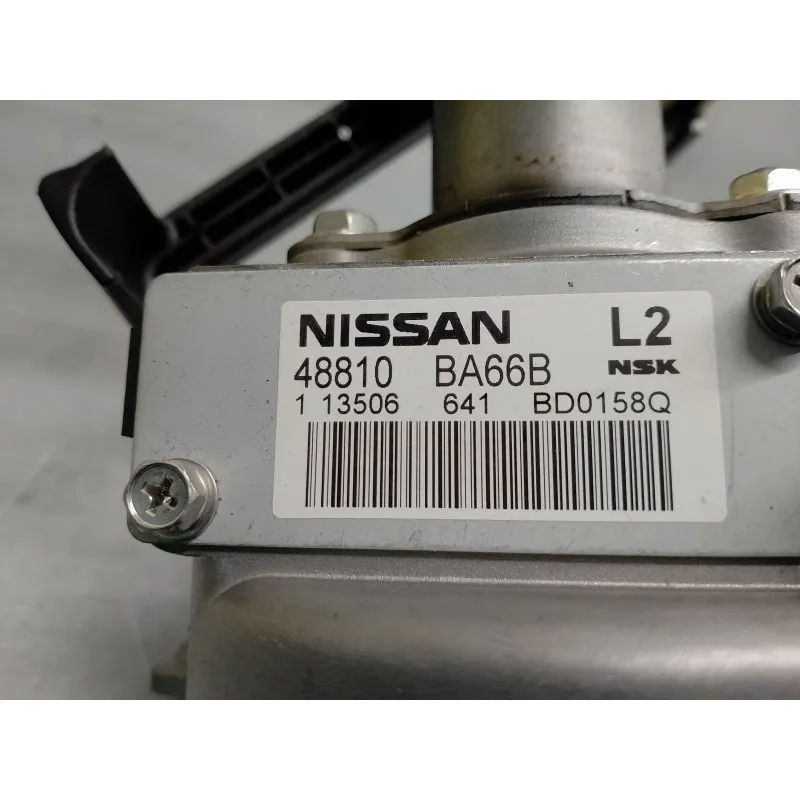 NISSAN L2
48810 BA66B NSK
1 13506 641 BD0158Q